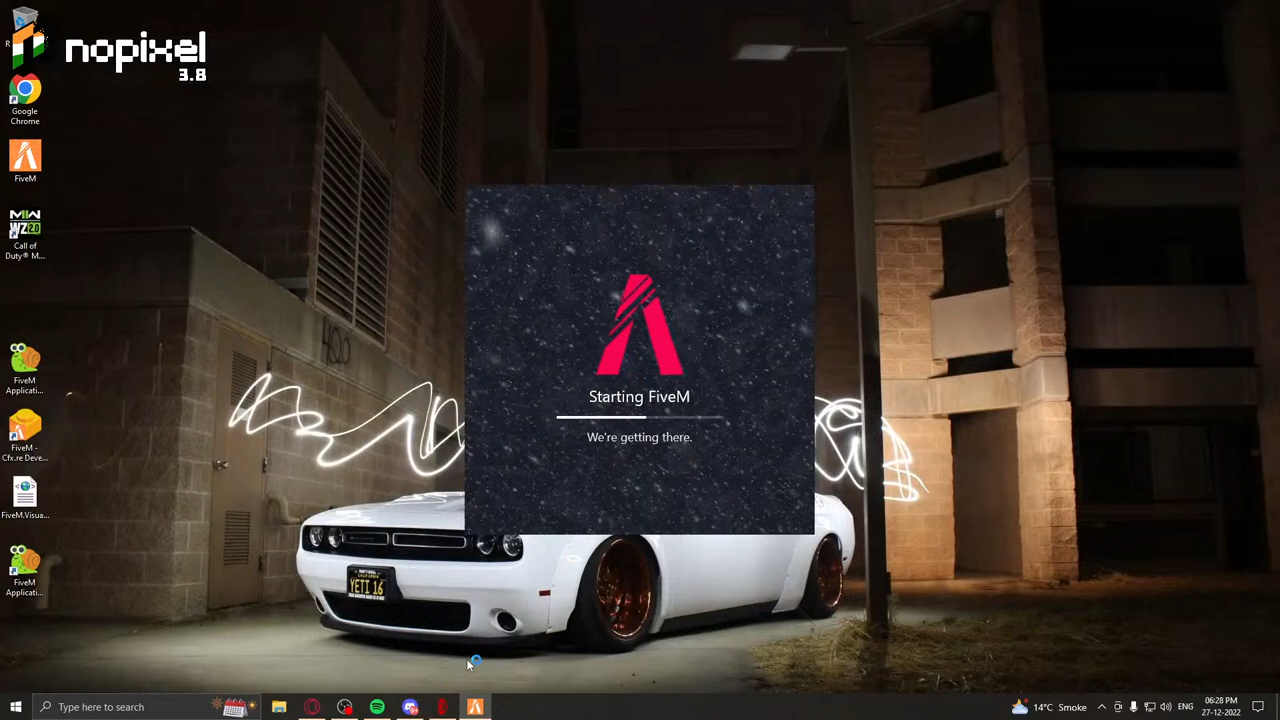 nopixel
3.8
R
Google
Chrome
FiveM
MWII
WZ2.0
Call of
Duty® M...
FiveM
Applicati...
FiveM -
Cfx.re Deve...
FiveM.Visua...
FiveM
Applicati...
400
Starting FiveM
We're getting there.
YETI 16
Type here to search
14°C Smoke
ENG
06:28 PM
27-12-2022